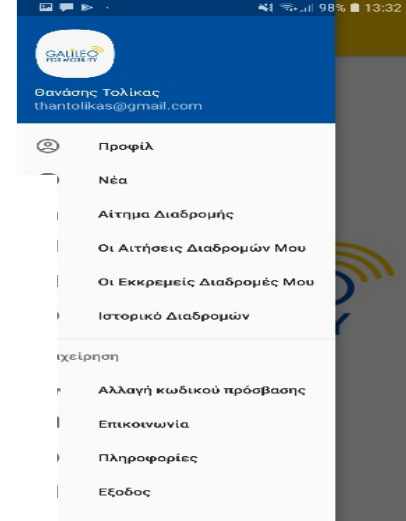 98% 13:32
GALILEO
FOR MOBILITY
Θανάσης Τολίκας
thantolikas@gmail.com
Προφίλ
Νέα
Αίτημα Διαδρομής
Οι Αιτήσεις Διαδρομών Μου
Οι Εκκρεμείς Διαδρομές Μου
Ιστορικό Διαδρομών
χείρηση
Αλλαγή κωδικού πρόσβασης
Επικοινωνία
Πληροφορίες
Εξοδος